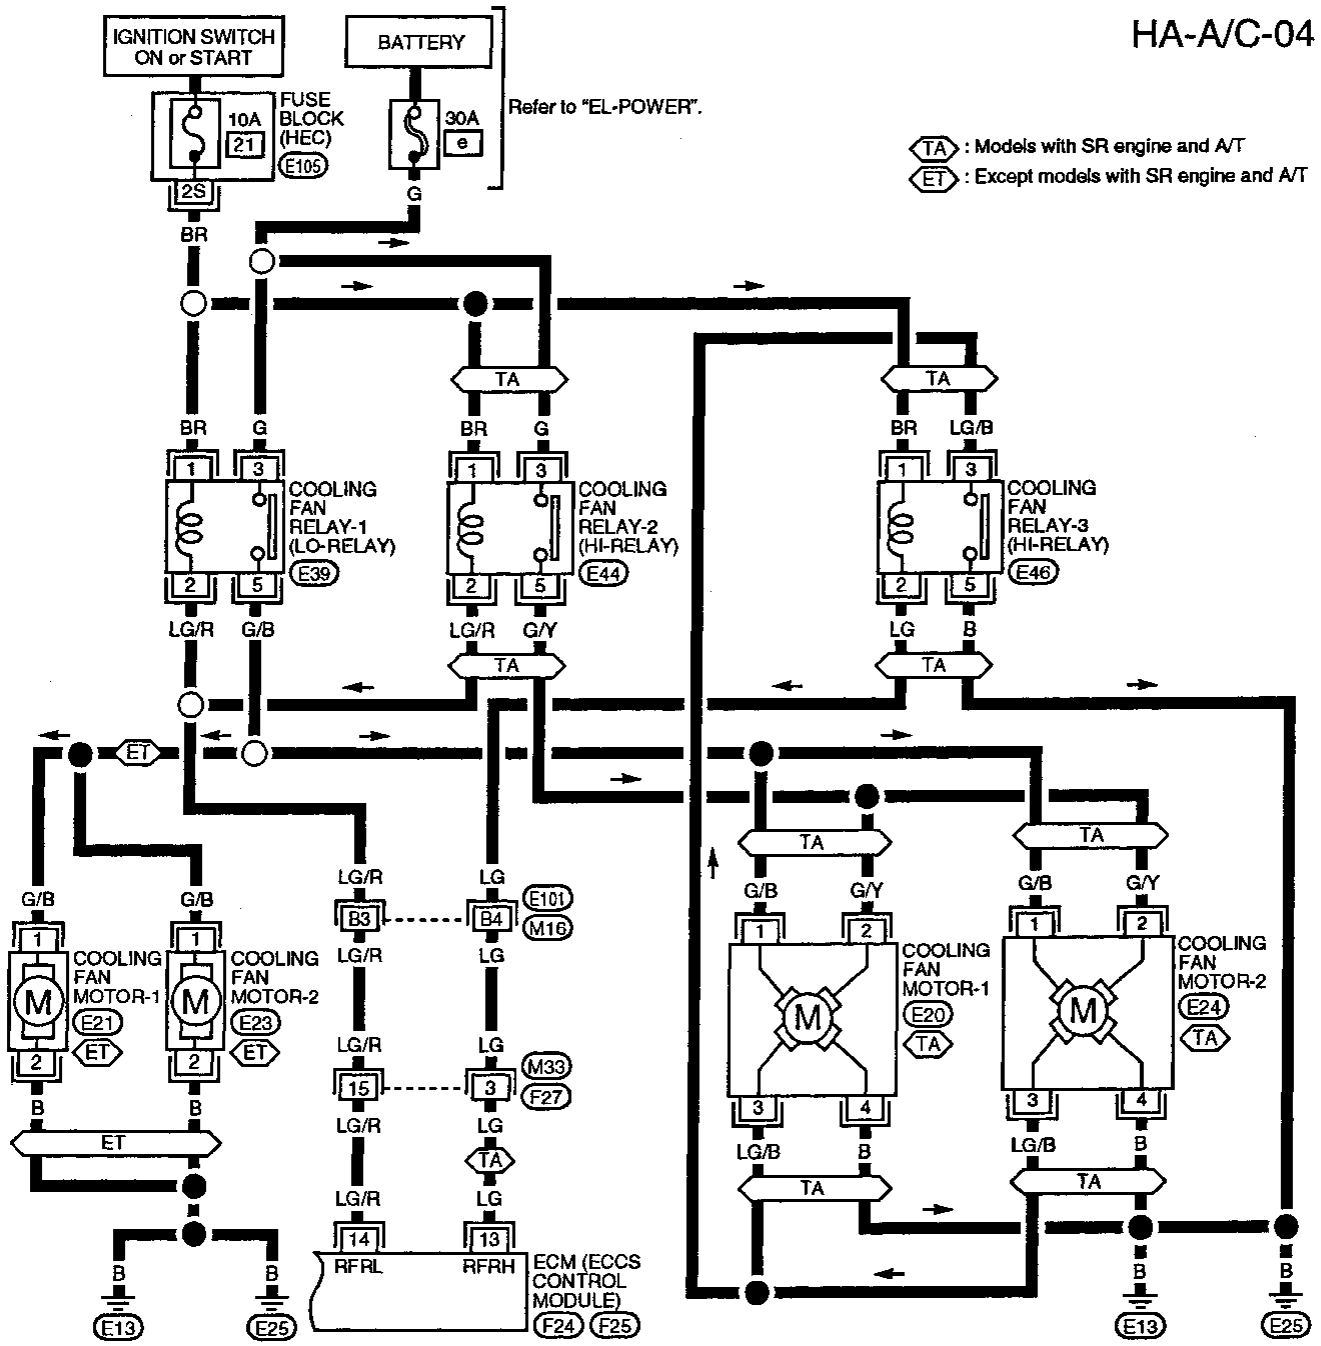 HA-A/C-04
IGNITION SWITCH
ON or START
BATTERY
Refer to "EL-POWER".
10A
21
FUSE
BLOCK
(HEC)
E105
30A
e
2S
G
BR
TA : Models with SR engine and A/T
ET : Except models with SR engine and A/T
TA
TA
BR
G
BR
G
BR
LG/B
1
3
1
3
1
3
COOLING
FAN
RELAY-1
(LO-RELAY)
E39
COOLING
FAN
RELAY-2
(HI-RELAY)
E44
COOLING
FAN
RELAY-3
(HI-RELAY)
E46
2
5
2
5
2
5
LG/R
G/B
LG/R
G/Y
LG
B
TA
TA
ET
TA
TA
LG/R
LG
G/B
G/B
G/B
G/Y
G/B
G/Y
B3
B4
E101
M16
LG/R
LG
1
1
1
2
1
2
COOLING
FAN
MOTOR-1
E21
ET
M
COOLING
FAN
MOTOR-2
E23
ET
M
COOLING
FAN
MOTOR-1
E20
TA
M
COOLING
FAN
MOTOR-2
E24
TA
M
2
2
3
4
3
4
LG/R
LG
15
3
M33
F27
LG/R
LG
B
B
ET
TA
LG/B
B
LG/B
B
TA
TA
LG/R
LG
14
13
RFRL
RFRH
ECM (ECCS
CONTROL
MODULE)
F24
F25
B
B
E13
E25
B
B
E13
E25